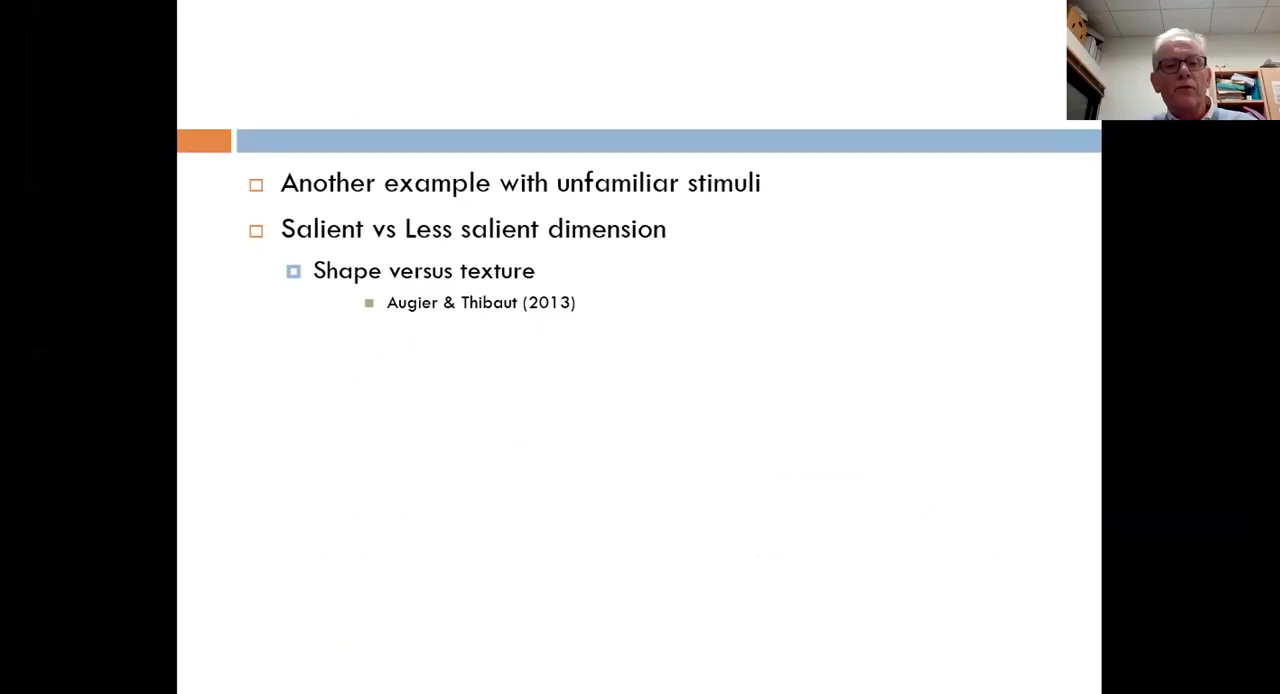 Another example with unfamiliar stimuli
Salient vs Less salient dimension
Shape versus texture
Augier & Thibaut (2013)